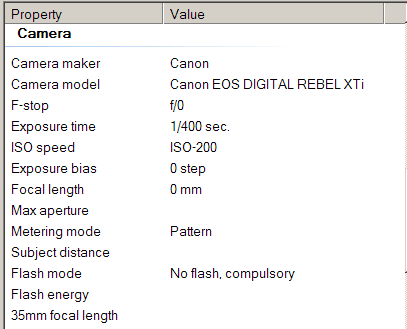 Property Value
Camera
Camera maker Canon
Camera model Canon EOS DIGITAL REBEL XTi
F-stop f/0
Exposure time 1/400 sec.
ISO speed ISO-200
Exposure bias 0 step
Focal length 0 mm
Max aperture
Metering mode Pattern
Subject distance
Flash mode No flash, compulsory
Flash energy
35mm focal length